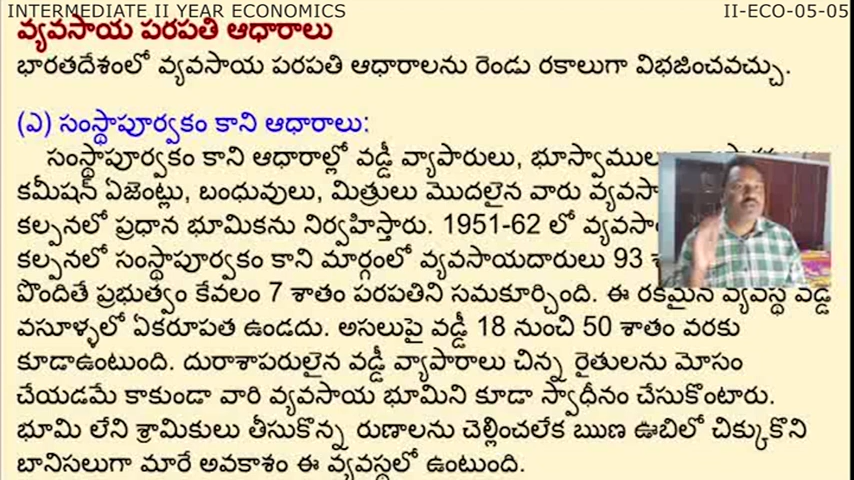 INTERMEDIATE II YEAR ECONOMICS II-ECO-05-05
వ్యవసాయ పరపతి ఆధారాలు
భారతదేశంలో వ్యవసాయ పరపతి ఆధారాలను రెండు రకాలుగా విభజించవచ్చు.
(ఎ) సంస్థాపూర్వకం కాని ఆధారాలు:
సంస్థాపూర్వకం కాని ఆధారాల్లో వడ్డీ వ్యాపారులు,
కమీషన్ ఏజెంట్లు, బంధువులు, మిత్రులు మొదలైన వారు
కల్పనలో ప్రధాన భూమికను నిర్వహిస్తారు. 1951-62 లో
కల్పనలో సంస్థాపూర్వకం కాని మార్గంలో వ్యవసాయదారులు 93
పొందితే ప్రభుత్వం కేవలం 7 శాతం పరపతిని సమకూర్చింది. ఈ రకమైన వ్యవస్థ వడ్డీ
వసూళ్ళలో ఏకరూపత ఉండదు. అసలుపై వడ్డీ 18 నుంచి 50 శాతం వరకు
కూడాఉంటుంది. దురాశాపరులైన వడ్డీ వ్యాపారాలు చిన్న రైతులను మోసం
చేయడమే కాకుండా వారి వ్యవసాయ భూమిని కూడా స్వాధీనం చేసుకొంటారు.
భూమి లేని శ్రామికులు తీసుకొన్న రుణాలను చెల్లించలేక ఋణ ఊబిలో చిక్కుకొని
బానిసలుగా మారే అవకాశం ఈ వ్యవస్థలో ఉంటుంది.